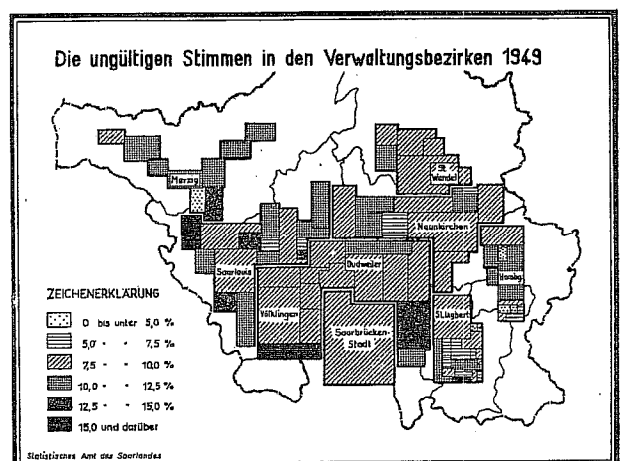 Die ungültigen Stimmen in den Verwaltungsbezirken 1949
Merzig
St.
Wendel
Neunkirchen
Hombg.
Dudweiler
Saarlouis
Völklingen
Saarbrücken-
Stadt
St.Ingbert
ZEICHENERKLÄRUNG
0 bis unter 5,0 %
5,0 " " 7,5 %
7,5 " " 10,0 %
10,0 " " 12,5 %
12,5 " " 15,0 %
15,0 und darüber
Statistisches Amt des Saarlandes